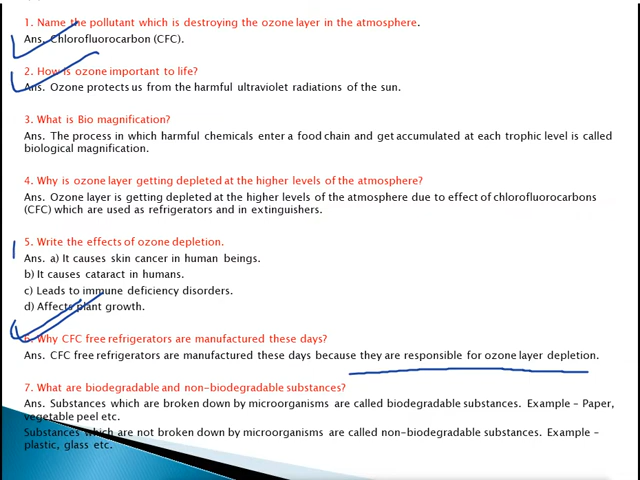 1. Name the pollutant which is destroying the ozone layer in the atmosphere.
Ans. Chlorofluorocarbon (CFC).
2. How is ozone important to life?
Ans. Ozone protects us from the harmful ultraviolet radiations of the sun.
3. What is Bio magnification?
Ans. The process in which harmful chemicals enter a food chain and get accumulated at each trophic level is called
biological magnification.
4. Why is ozone layer getting depleted at the higher levels of the atmosphere?
Ans. Ozone layer is getting depleted at the higher levels of the atmosphere due to effect of chlorofluorocarbons
(CFC) which are used as refrigerators and in extinguishers.
5. Write the effects of ozone depletion.
Ans. a) It causes skin cancer in human beings.
b) It causes cataract in humans.
c) Leads to immune deficiency disorders.
d) Affects plant growth.
6. Why CFC free refrigerators are manufactured these days?
Ans. CFC free refrigerators are manufactured these days because they are responsible for ozone layer depletion.
7. What are biodegradable and non-biodegradable substances?
Ans. Substances which are broken down by microorganisms are called biodegradable substances. Example – Paper,
vegetable peel etc.
Substances which are not broken down by microorganisms are called non-biodegradable substances. Example –
plastic, glass etc.